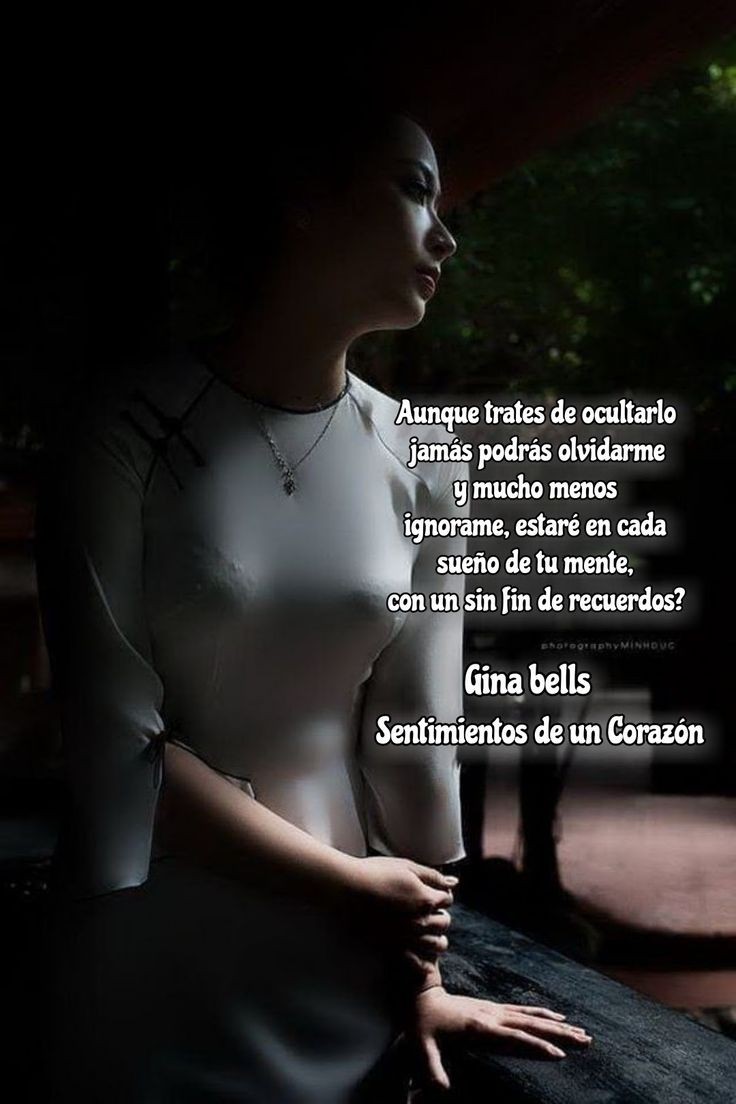 Aunque trates de ocultarlo
jamás podrás olvidarme
y mucho menos
ignorame, estaré en cada
sueño de tu mente,
con un sin fin de recuerdos?
photographyMINHDUC
Gina bells
Sentimientos de un Corazón